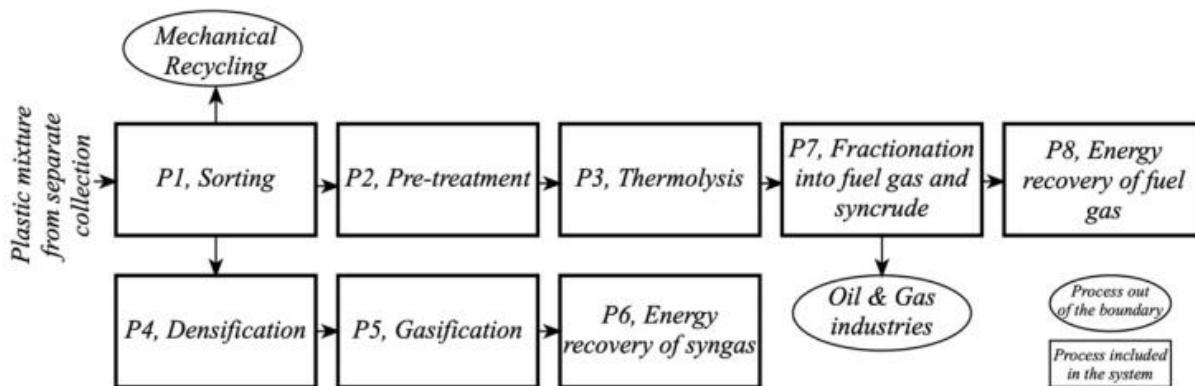 Mechanical
Recycling
Plastic mixture
from separate
collection
P1, Sorting
P2, Pre-treatment
P3, Thermolysis
P7, Fractionation
into fuel gas and
syncrude
P8, Energy
recovery of fuel
gas
P4, Densification
P5, Gasification
P6, Energy
recovery of syngas
Oil & Gas
industries
Process out
of the boundary
Process included
in the system